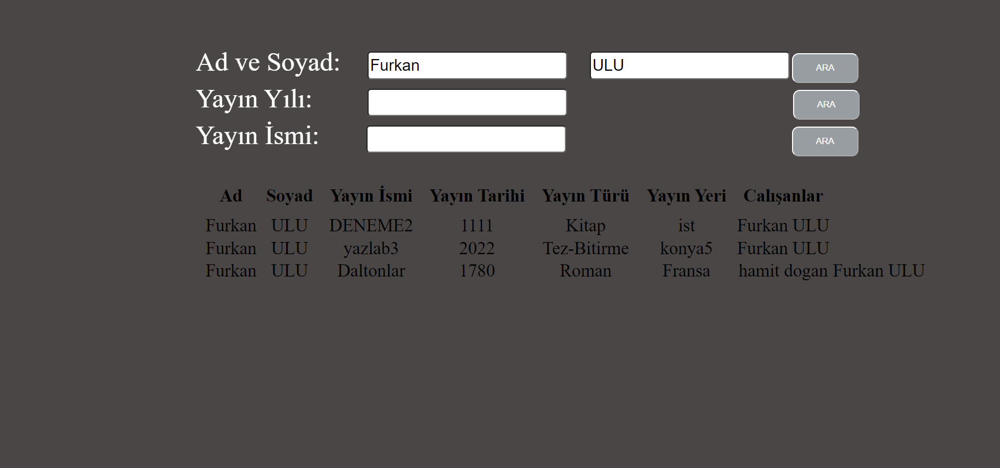 Ad ve Soyad: Furkan ULU ARA
Yayın Yılı: ARA
Yayın İsmi: ARA
Ad Soyad Yayın İsmi Yayın Tarihi Yayın Türü Yayın Yeri Calışanlar
Furkan ULU DENEME2 1111 Kitap ist Furkan ULU
Furkan ULU yazlab3 2022 Tez-Bitirme konya5 Furkan ULU
Furkan ULU Daltonlar 1780 Roman Fransa hamit dogan Furkan ULU